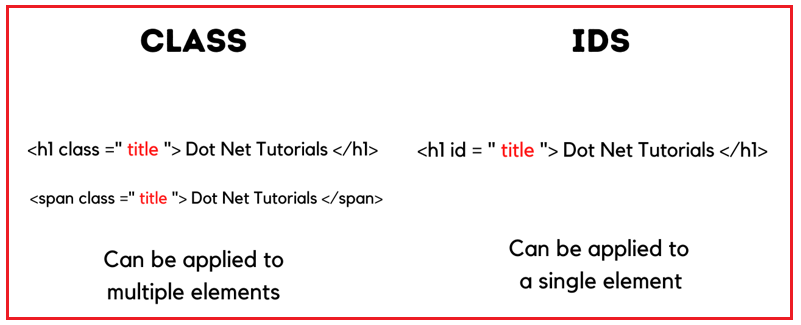 CLASS
<h1 class =" title "> Dot Net Tutorials </h1>
<span class =" title "> Dot Net Tutorials </span>
Can be applied to
multiple elements
IDS
<h1 id = " title "> Dot Net Tutorials </h1>
Can be applied to
a single element